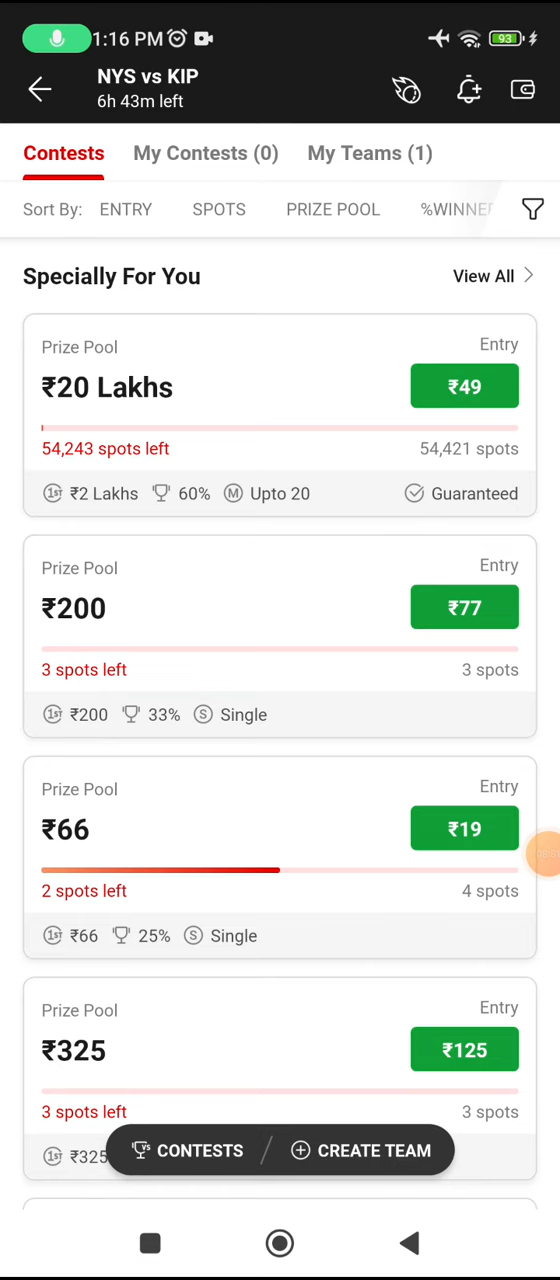 1:16 PM 93
NYS vs KIP
6h 43m left
Contests My Contests (0) My Teams (1)
Sort By: ENTRY SPOTS PRIZE POOL
Specially For You View All
Prize Pool Entry
₹20 Lakhs ₹49
54,243 spots left 54,421 spots
1ST ₹2 Lakhs 60% M Upto 20 Guaranteed
Prize Pool Entry
₹200 ₹77
3 spots left 3 spots
1ST ₹200 33% S Single
Prize Pool Entry
₹66 ₹19
2 spots left 4 spots
1ST ₹66 25% S Single
Prize Pool Entry
₹325 ₹125
3 spots left 3 spots
1ST ₹325
VS CONTESTS CREATE TEAM